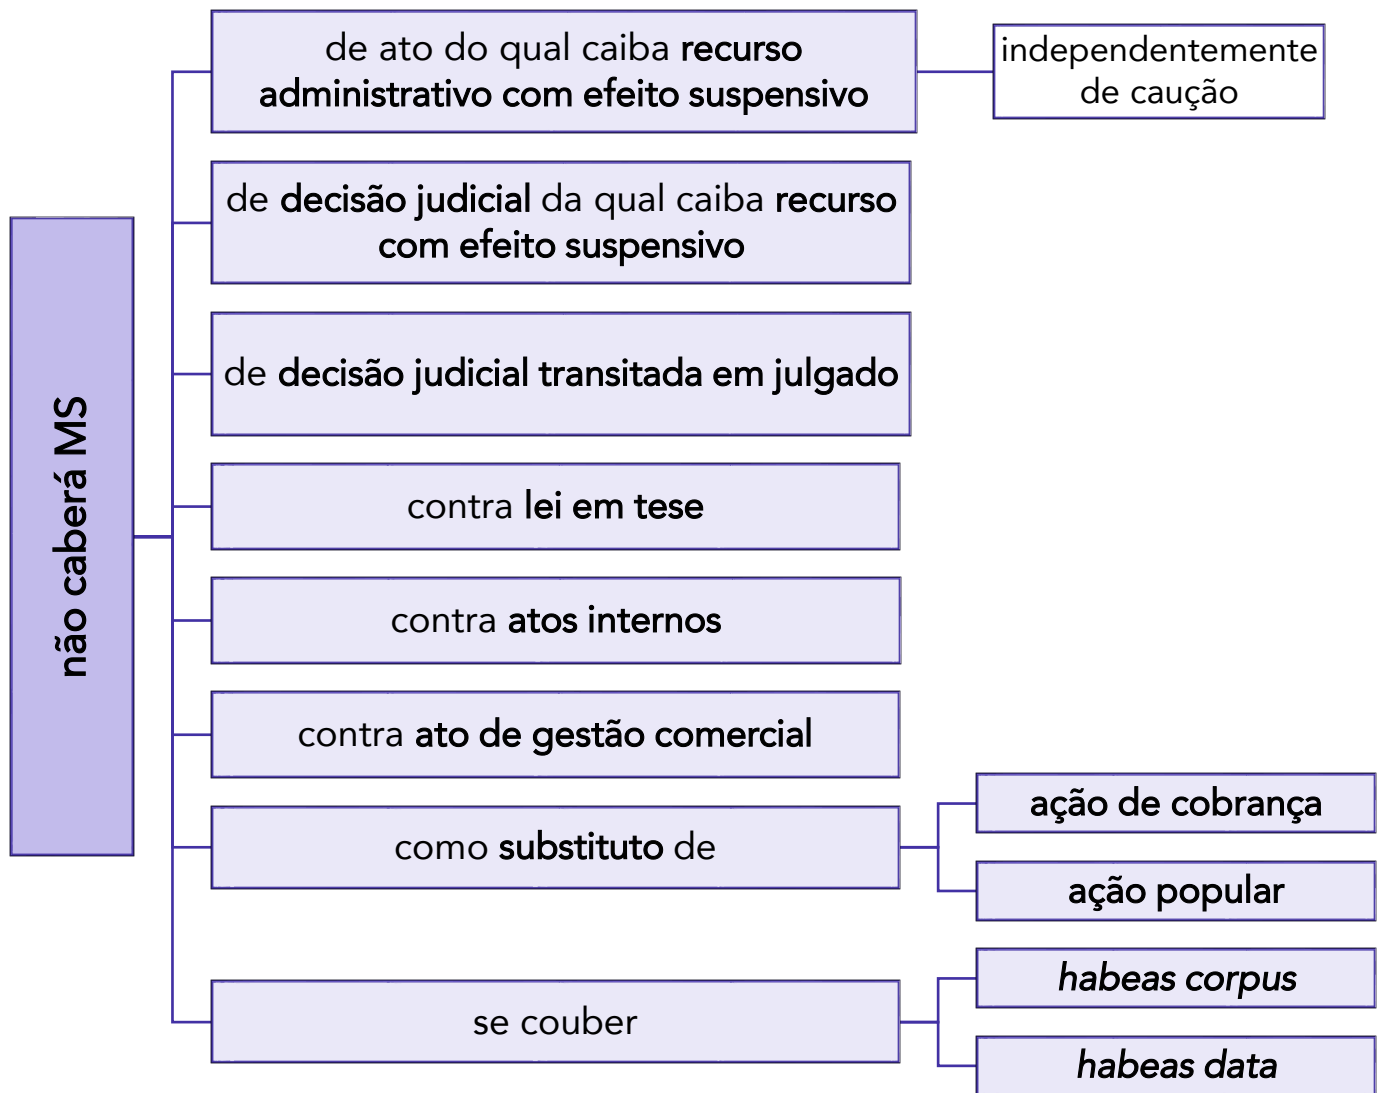 de ato do qual caiba recurso
administrativo com efeito suspensivo
independentemente
de caução
de decisão judicial da qual caiba recurso
com efeito suspensivo
de decisão judicial transitada em julgado
não caberá MS
contra lei em tese
contra atos internos
contra ato de gestão comercial
como substituto de
ação de cobrança
ação popular
se couber
habeas corpus
habeas data